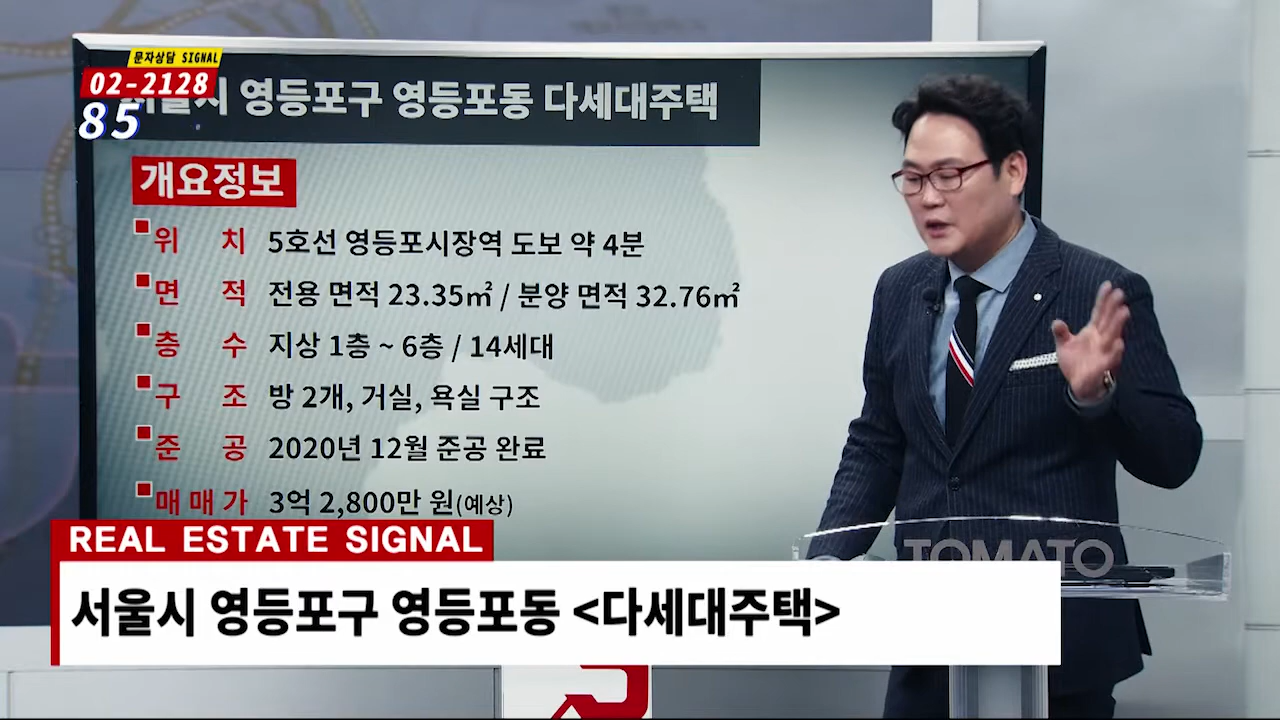 문자상담 SIGNAL
02-2128
85
영등포구 영등포동 다세대주택
개요정보
위 치 5호선 영등포시장역 도보 약 4분
면 적 전용 면적 23.35㎡ / 분양 면적 32.76㎡
층 수 지상 1층 ~ 6층 / 14세대
구 조 방 2개, 거실, 욕실 구조
준 공 2020년 12월 준공 완료
매 매 가 3억 2,800만 원(예상)
REAL ESTATE SIGNAL
서울시 영등포구 영등포동 <다세대주택>
TOMATO